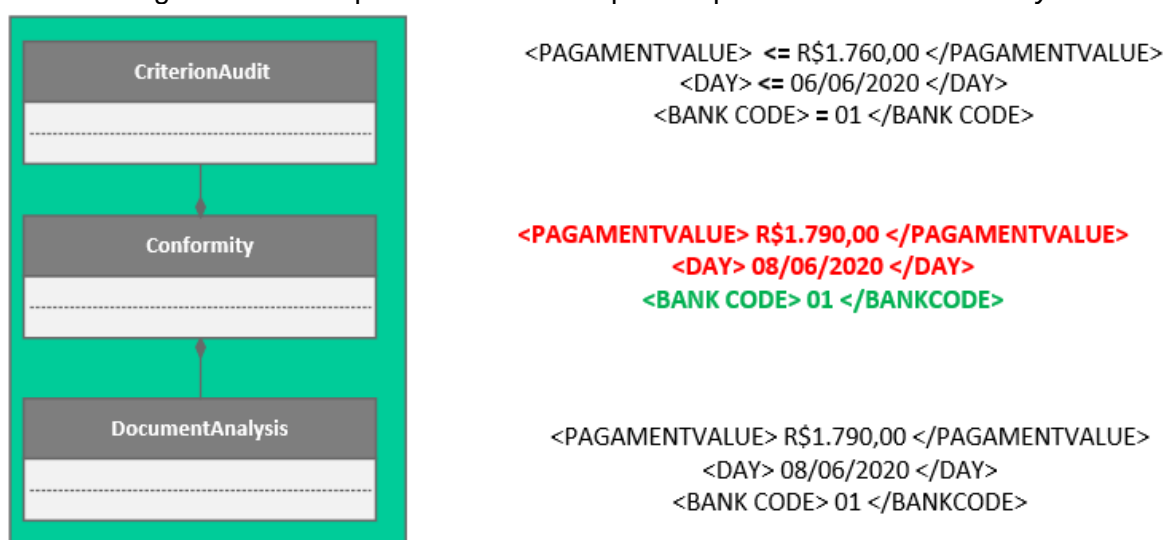 CriterionAudit
<PAGAMENTVALUE> <= R$1.760,00 </PAGAMENTVALUE>
<DAY> <= 06/06/2020 </DAY>
<BANK CODE> = 01 </BANK CODE>
Conformity
<PAGAMENTVALUE> R$1.790,00 </PAGAMENTVALUE>
<DAY> 08/06/2020 </DAY>
<BANK CODE> 01 </BANKCODE>
DocumentAnalysis
<PAGAMENTVALUE> R$1.790,00 </PAGAMENTVALUE>
<DAY> 08/06/2020 </DAY>
<BANK CODE> 01 </BANKCODE>